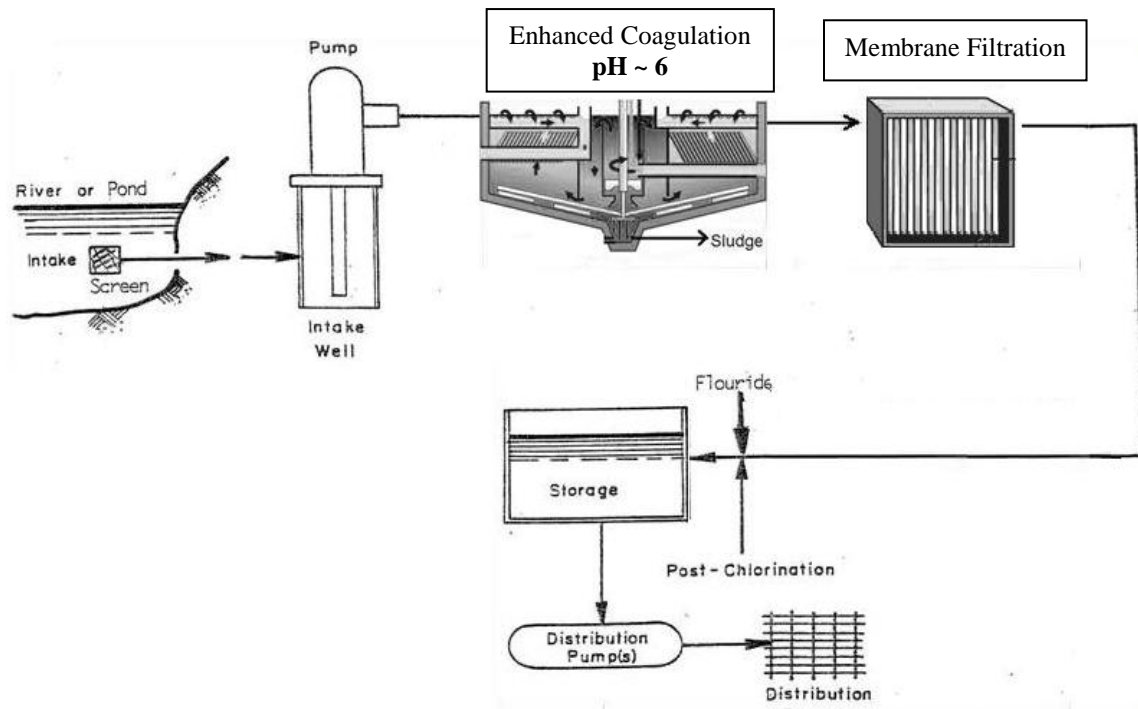 Pump
Enhanced Coagulation
pH ~ 6
Membrane Filtration
River or Pond
Intake
Screen
Intake
Well
Sludge
Flouride
Storage
Post-Chlorination
Distribution
Pump(s)
Distribution